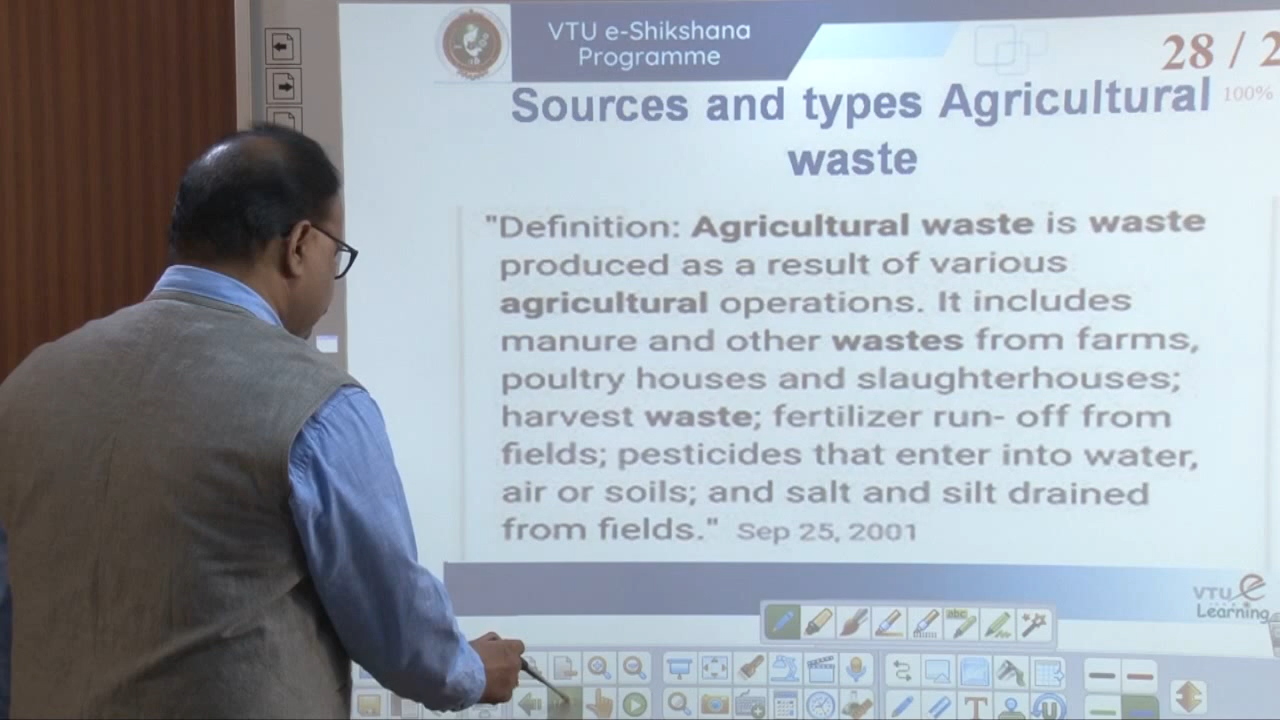 VTU e-Shikshana
Programme
28 / 2
100%
Sources and types Agricultural
waste
"Definition: Agricultural waste is waste
produced as a result of various
agricultural operations. It includes
manure and other wastes from farms,
poultry houses and slaughterhouses;
harvest waste; fertilizer run- off from
fields; pesticides that enter into water,
air or soils; and salt and silt drained
from fields." Sep 25, 2001
VTU e
Learning
abc
T
U